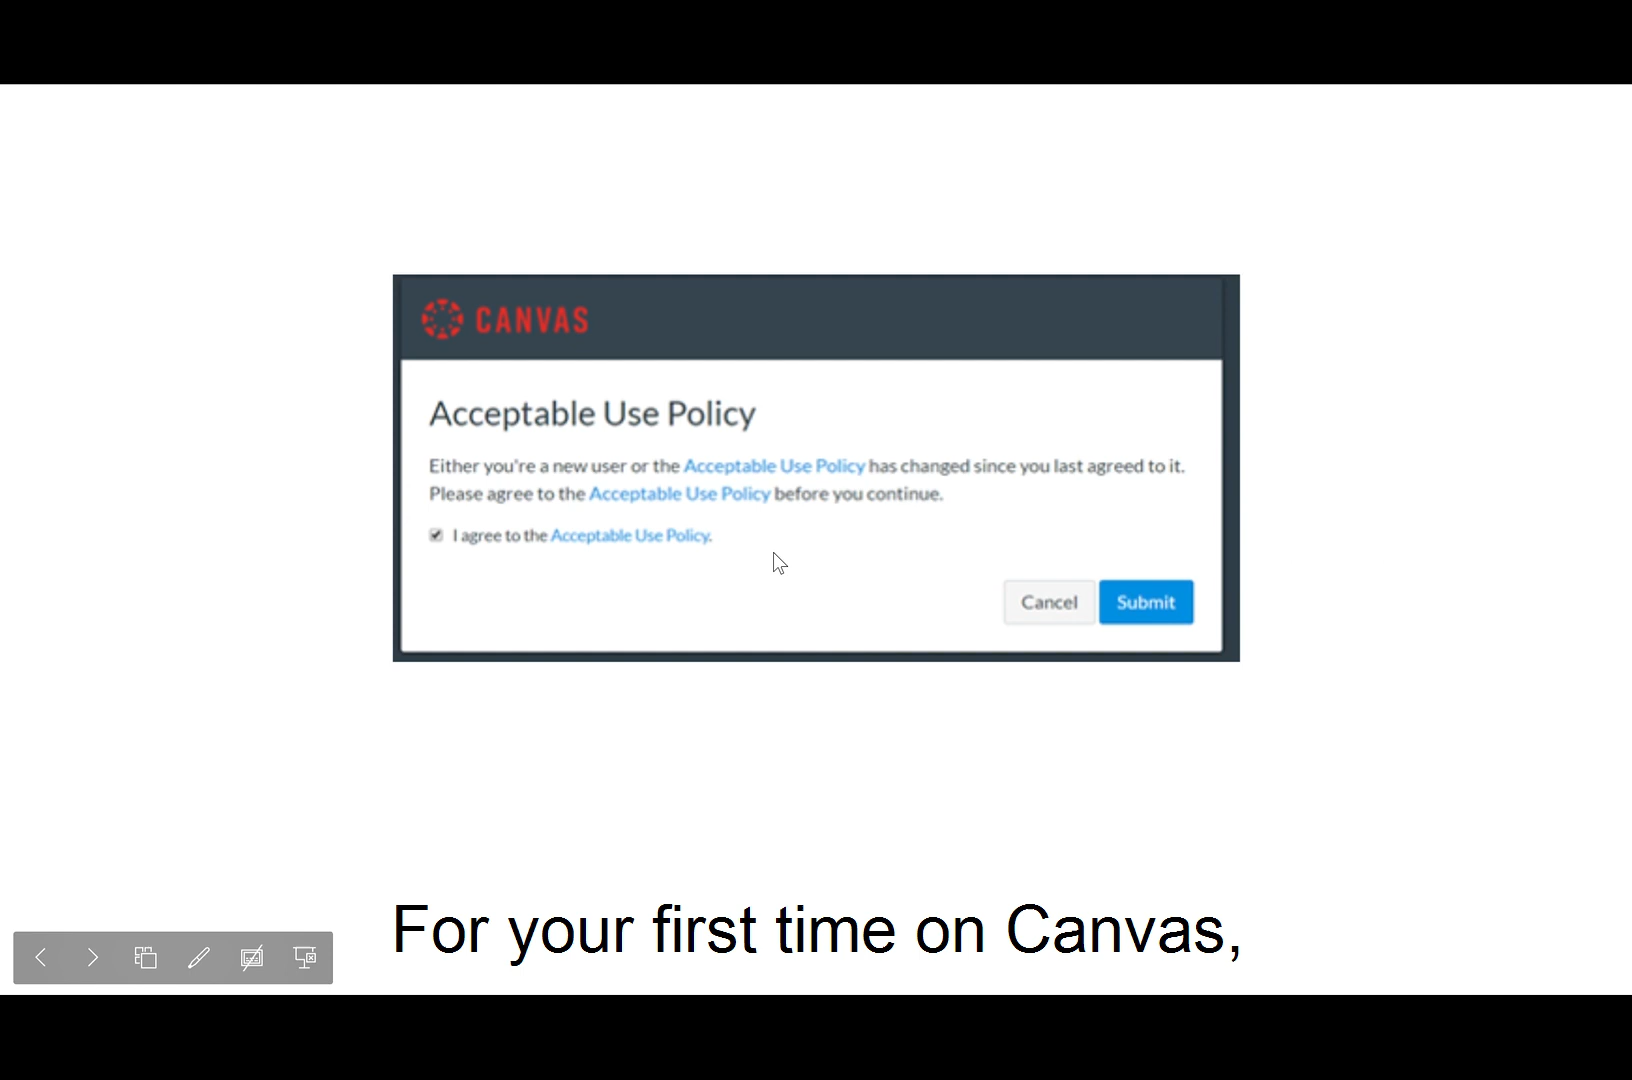 CANVAS
Acceptable Use Policy
Either you're a new user or the Acceptable Use Policy has changed since you last agreed to it.
Please agree to the Acceptable Use Policy before you continue.
I agree to the Acceptable Use Policy.
Cancel Submit
For your first time on Canvas,